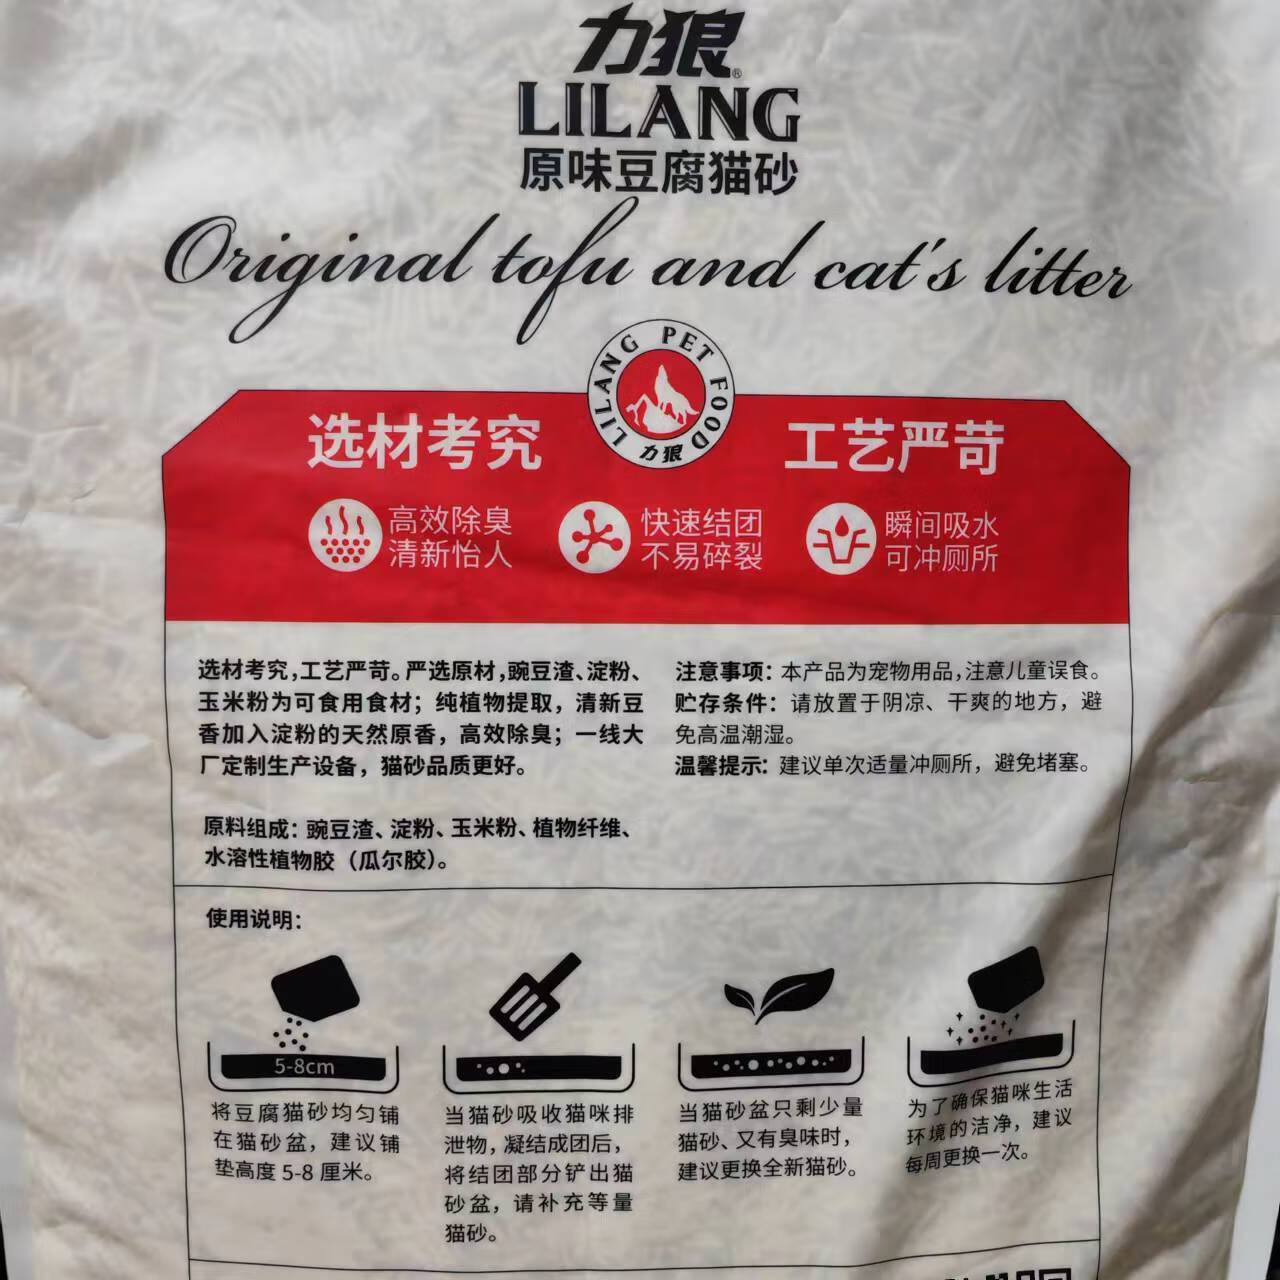 力狼®
LILANG
原味豆腐猫砂
Original tofu and cat's litter
LILANG PET FOOD
力狼
选材考究
工艺严苛
高效除臭
清新怡人
快速结团
不易碎裂
瞬间吸水
可冲厕所
选材考究,工艺严苛。严选原材,豌豆渣、淀粉、
玉米粉为可食用食材；纯植物提取，清新豆
香加入淀粉的天然原香，高效除臭；一线大
厂定制生产设备，猫砂品质更好。
原料组成：豌豆渣、淀粉、玉米粉、植物纤维、
水溶性植物胶（瓜尔胶）。
注意事项：本产品为宠物用品,注意儿童误食。
贮存条件：请放置于阴凉、干爽的地方，避
免高温潮湿。
温馨提示：建议单次适量冲厕所，避免堵塞。
使用说明：
5-8cm
将豆腐猫砂均匀铺
在猫砂盆，建议铺
垫高度 5-8 厘米。
当猫砂吸收猫咪排
泄物，凝结成团后，
将结团部分铲出猫
砂盆，请补充等量
猫砂。
当猫砂盆只剩少量
猫砂、又有臭味时，
建议更换全新猫砂。
为了确保猫咪生活
环境的洁净，建议
每周更换一次。